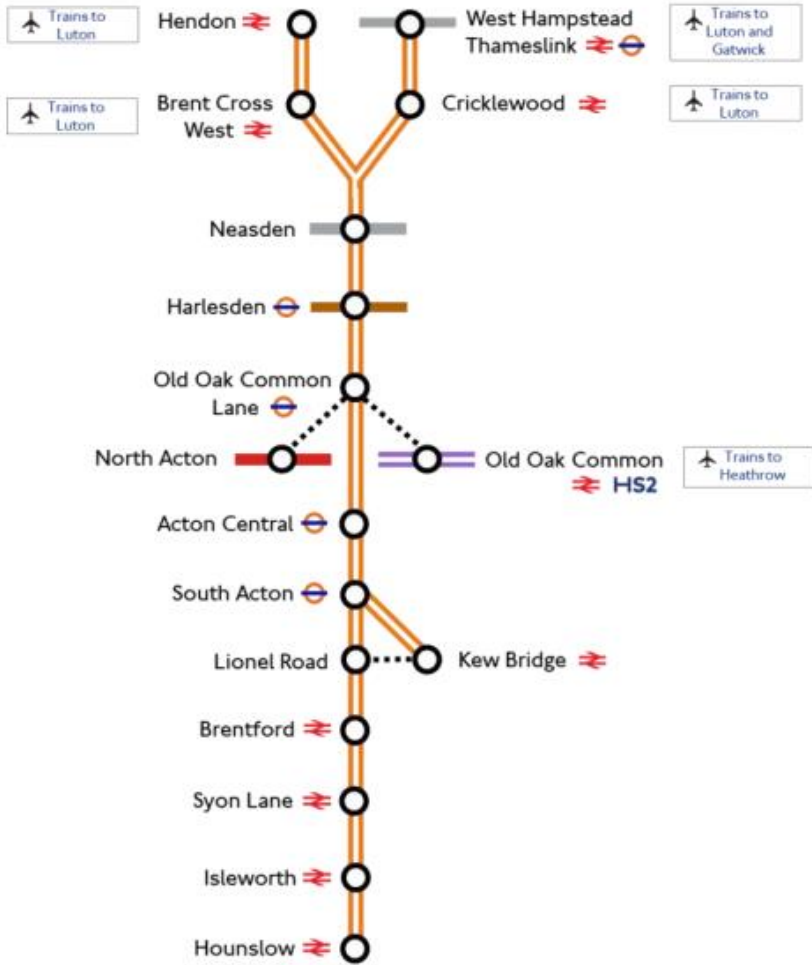 Trains to
Luton
Hendon
West Hampstead
Thameslink
Trains to
Luton and
Gatwick
Trains to
Luton
Brent Cross
West
Cricklewood
Trains to
Luton
Neasden
Harlesden
Old Oak Common
Lane
North Acton
Old Oak Common
HS2
Trains to
Heathrow
Acton Central
South Acton
Lionel Road
Kew Bridge
Brentford
Syon Lane
Isleworth
Hounslow